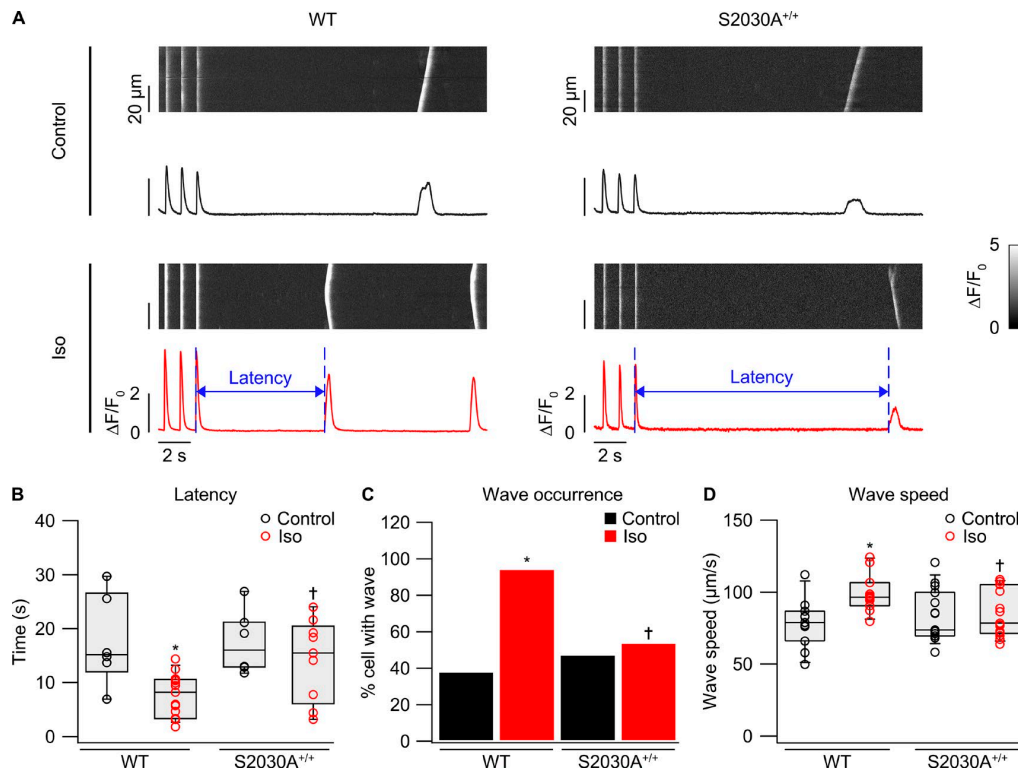 A
WT
S2030A+/+
Control
20 µm
20 µm
5
ΔF/F0
0
Iso
Latency
Latency
2
ΔF/F0
0
2
ΔF/F0
0
2 s
2 s
B
Latency
Control
Iso
40
30
20
10
0
Time (s)
*
†
WT
S2030A+/+
C
Wave occurrence
Control
Iso
120
100
80
60
40
20
0
% cell with wave
*
†
WT
S2030A+/+
D
Wave speed
Control
Iso
150
100
50
0
Wave speed (µm/s)
*
†
WT
S2030A+/+